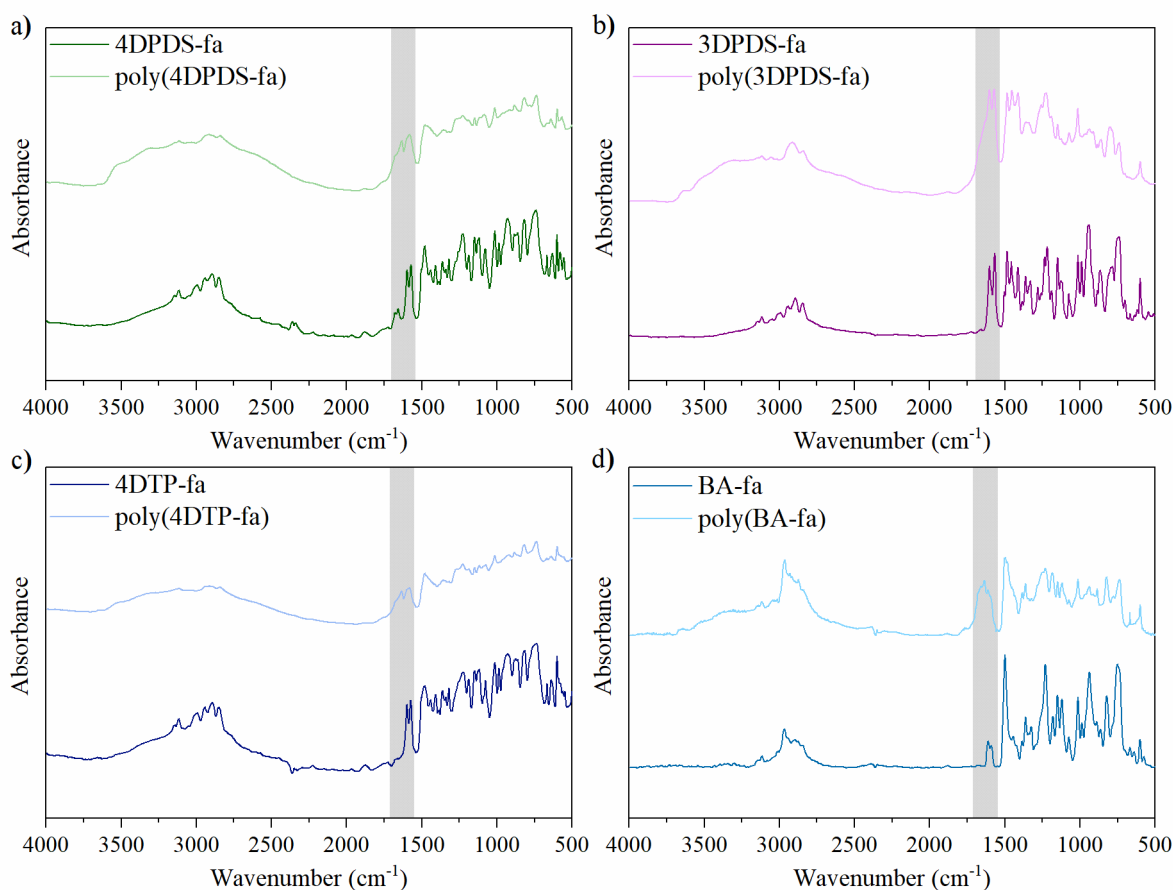 a)
4DPDS-fa
poly(4DPDS-fa)
Absorbance
4000 3500 3000 2500 2000 1500 1000 500
Wavenumber (cm⁻¹)
b)
3DPDS-fa
poly(3DPDS-fa)
Absorbance
4000 3500 3000 2500 2000 1500 1000 500
Wavenumber (cm⁻¹)
c)
4DTP-fa
poly(4DTP-fa)
Absorbance
4000 3500 3000 2500 2000 1500 1000 500
Wavenumber (cm⁻¹)
d)
BA-fa
poly(BA-fa)
Absorbance
4000 3500 3000 2500 2000 1500 1000 500
Wavenumber (cm⁻¹)